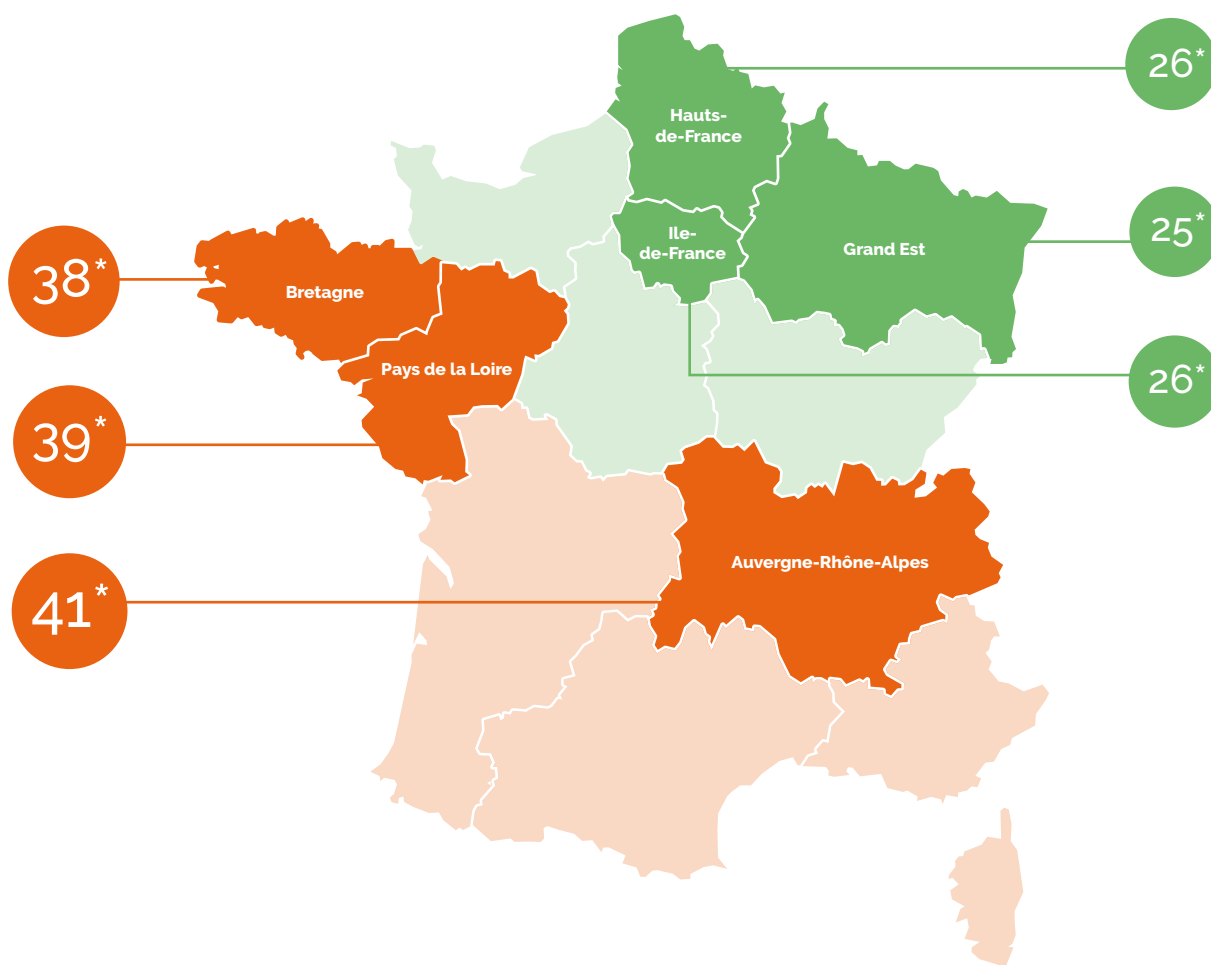 26*
Hauts-
de-France
25*
Ile-
de-France
Grand Est
38*
Bretagne
Pays de la Loire
26*
39*
Auvergne-Rhône-Alpes
41*